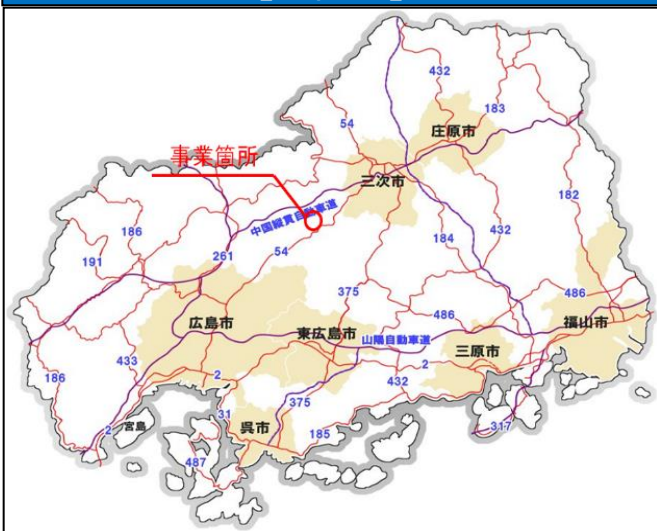 432
183
54
庄原市
事業箇所
三次市
182
中国縦貫自動車道
186
184
432
261
54
191
375
486
486
広島市
福山市
東広島市
山陽自動車道
三原市
433
2
2
186
375
432
31
宮島
2
呉市
185
317
487